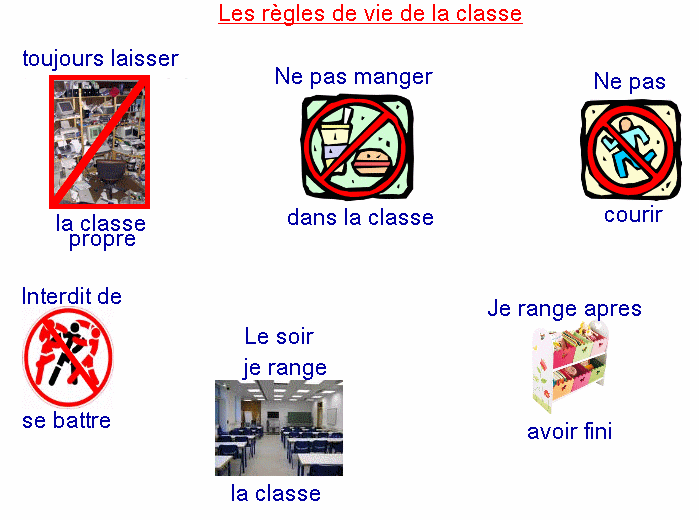 Les règles de vie de la classe
toujours laisser
la classe
propre
Ne pas manger
dans la classe
Ne pas
courir
Interdit de
se battre
Le soir
je range
la classe
Je range apres
avoir fini